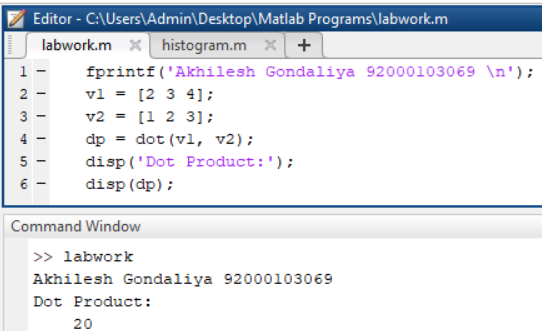 Editor - C:\Users\Admin\Desktop\Matlab Programs\labwork.m
labwork.m × histogram.m × +
1 - fprintf('Akhilesh Gondaliya 92000103069 \n');
2 - v1 = [2 3 4];
3 - v2 = [1 2 3];
4 - dp = dot(v1, v2);
5 - disp('Dot Product:');
6 - disp(dp);
Command Window
>> labwork
Akhilesh Gondaliya 92000103069
Dot Product:
20